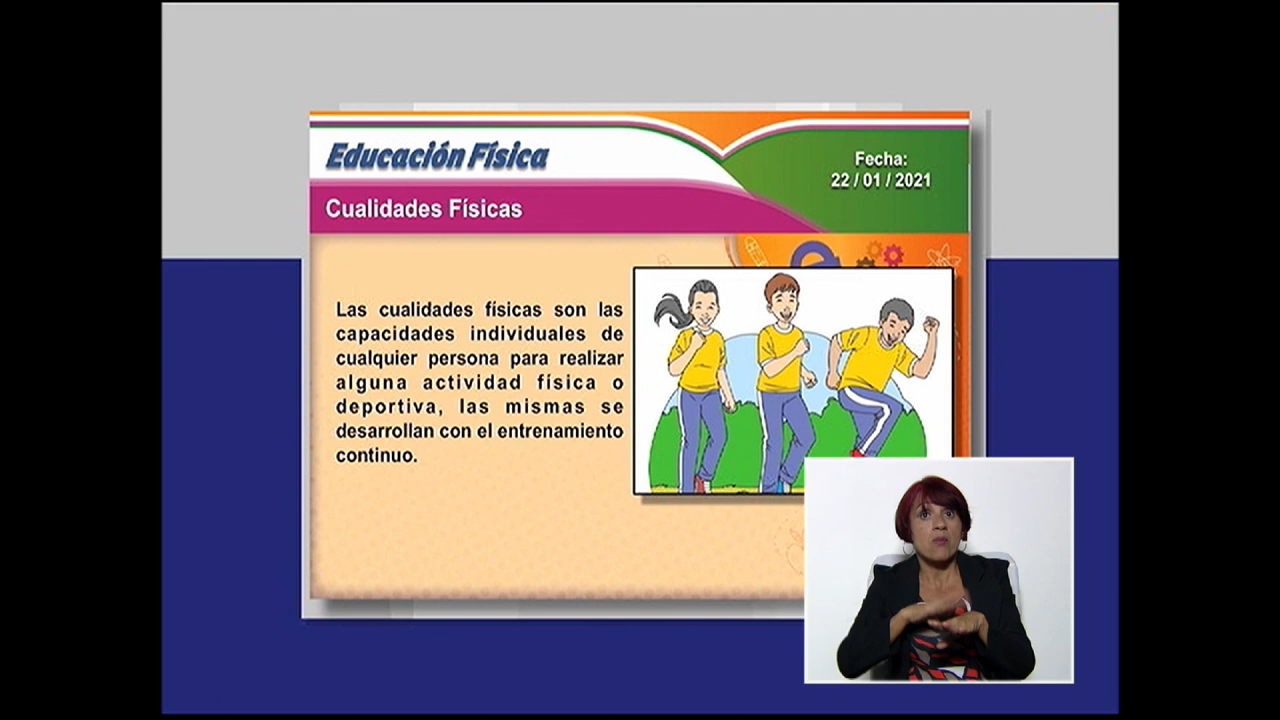 Educación Física
Fecha:
22 / 01 / 2021
Cualidades Físicas
Las cualidades físicas son las
capacidades individuales de
cualquier persona para realizar
alguna actividad física o
deportiva, las mismas se
desarrollan con el entrenamiento
continuo.